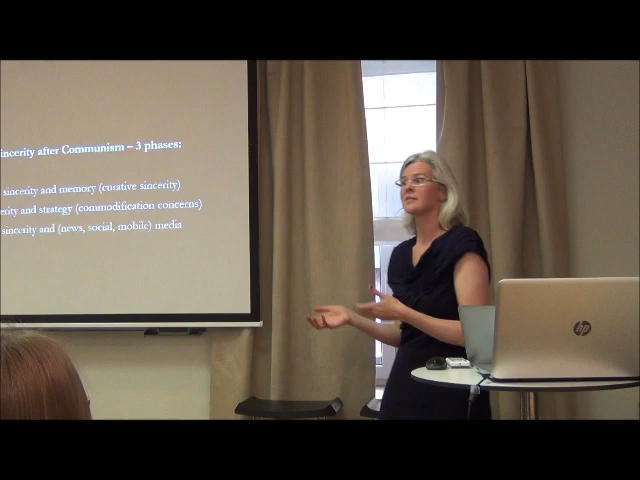 incerity after Communism – 3 phases:
sincerity and memory (curative sincerity)
erity and strategy (commodification concerns)
sincerity and (news, social, mobile) media
hp